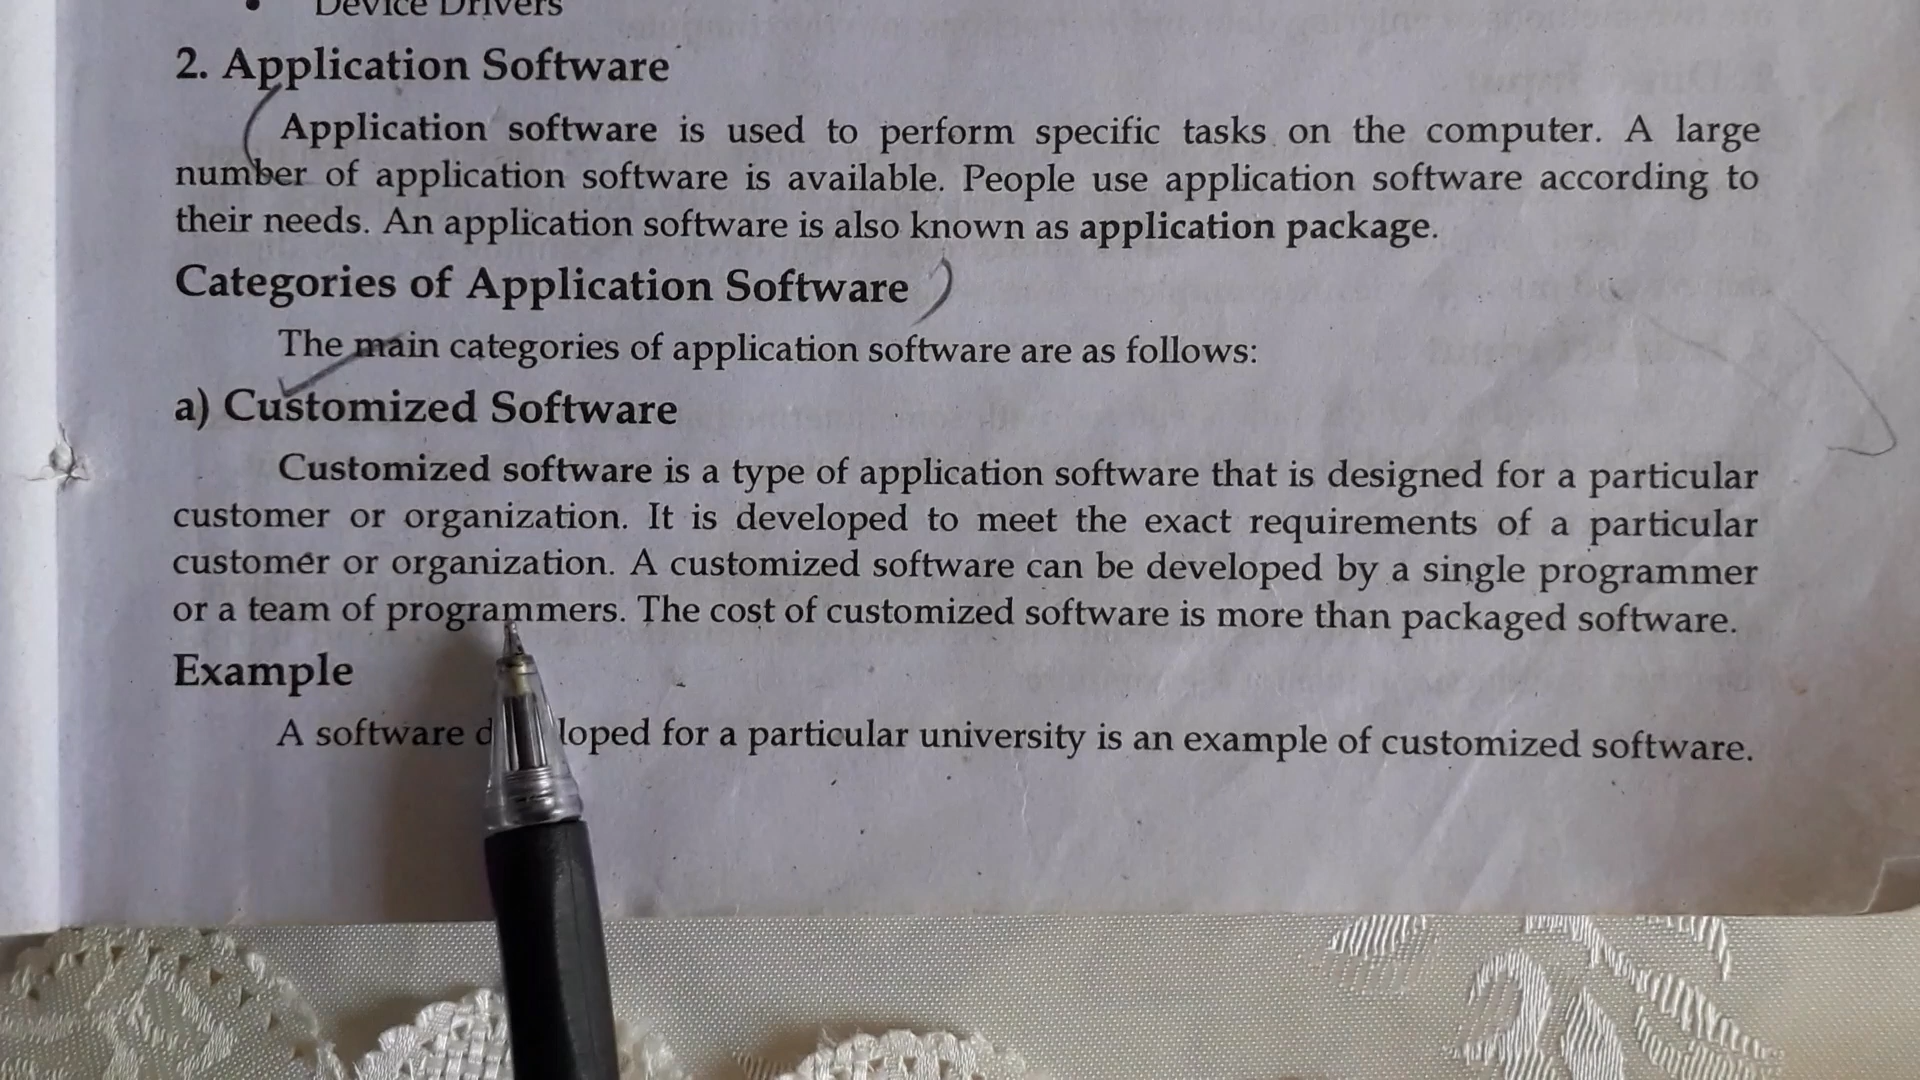 • Device Drivers
2. Application Software
Application software is used to perform specific tasks on the computer. A large
number of application software is available. People use application software according to
their needs. An application software is also known as application package.
Categories of Application Software
The main categories of application software are as follows:
a) Customized Software
Customized software is a type of application software that is designed for a particular
customer or organization. It is developed to meet the exact requirements of a particular
customer or organization. A customized software can be developed by a single programmer
or a team of programmers. The cost of customized software is more than packaged software.
Example
A software d loped for a particular university is an example of customized software.